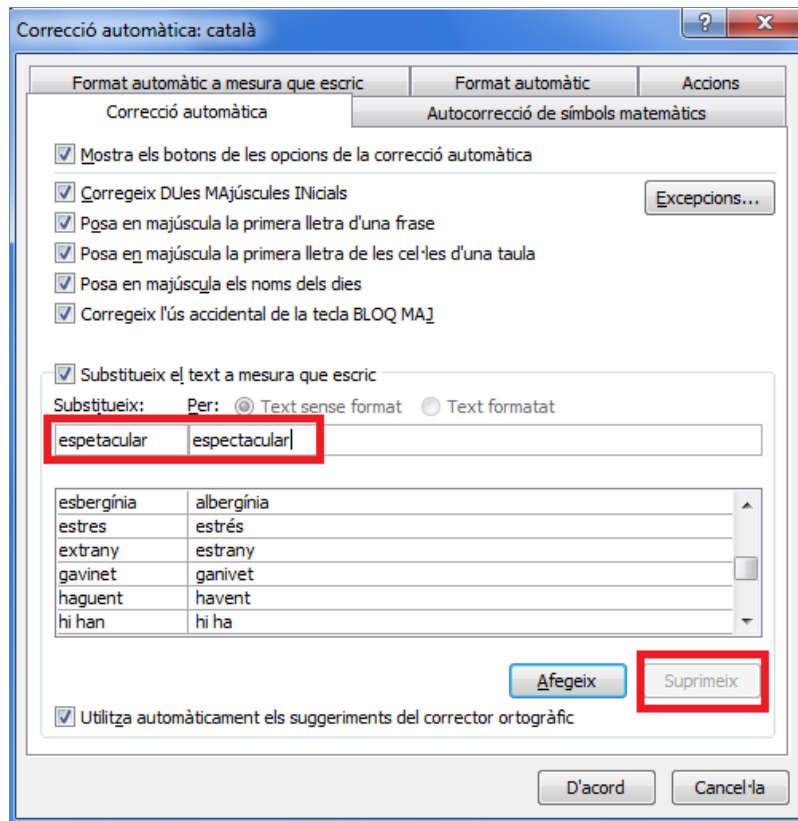 Correcció automàtica: català
Format automàtic a mesura que escric Format automàtic Accions
Correcció automàtica Autocorrecció de símbols matemàtics
Mostra els botons de les opcions de la correcció automàtica
Corregeix DUes MAjúscules INicials Excepcions...
Posa en majúscula la primera lletra d'una frase
Posa en majúscula la primera lletra de les cel·les d'una taula
Posa en majúscula els noms dels dies
Corregeix l'ús accidental de la tecla BLOQ MAJ
Substitueix el text a mesura que escric
Substitueix: Per: Text sense format Text formatat
espetacular espectacular
esbergínia albergínia
estres estrés
extrany estrany
gavinet ganivet
haguent havent
hi han hi ha
Afegeix Suprimeix
Utilitza automàticament els suggeriments del corrector ortogràfic
D'acord Cancel·la